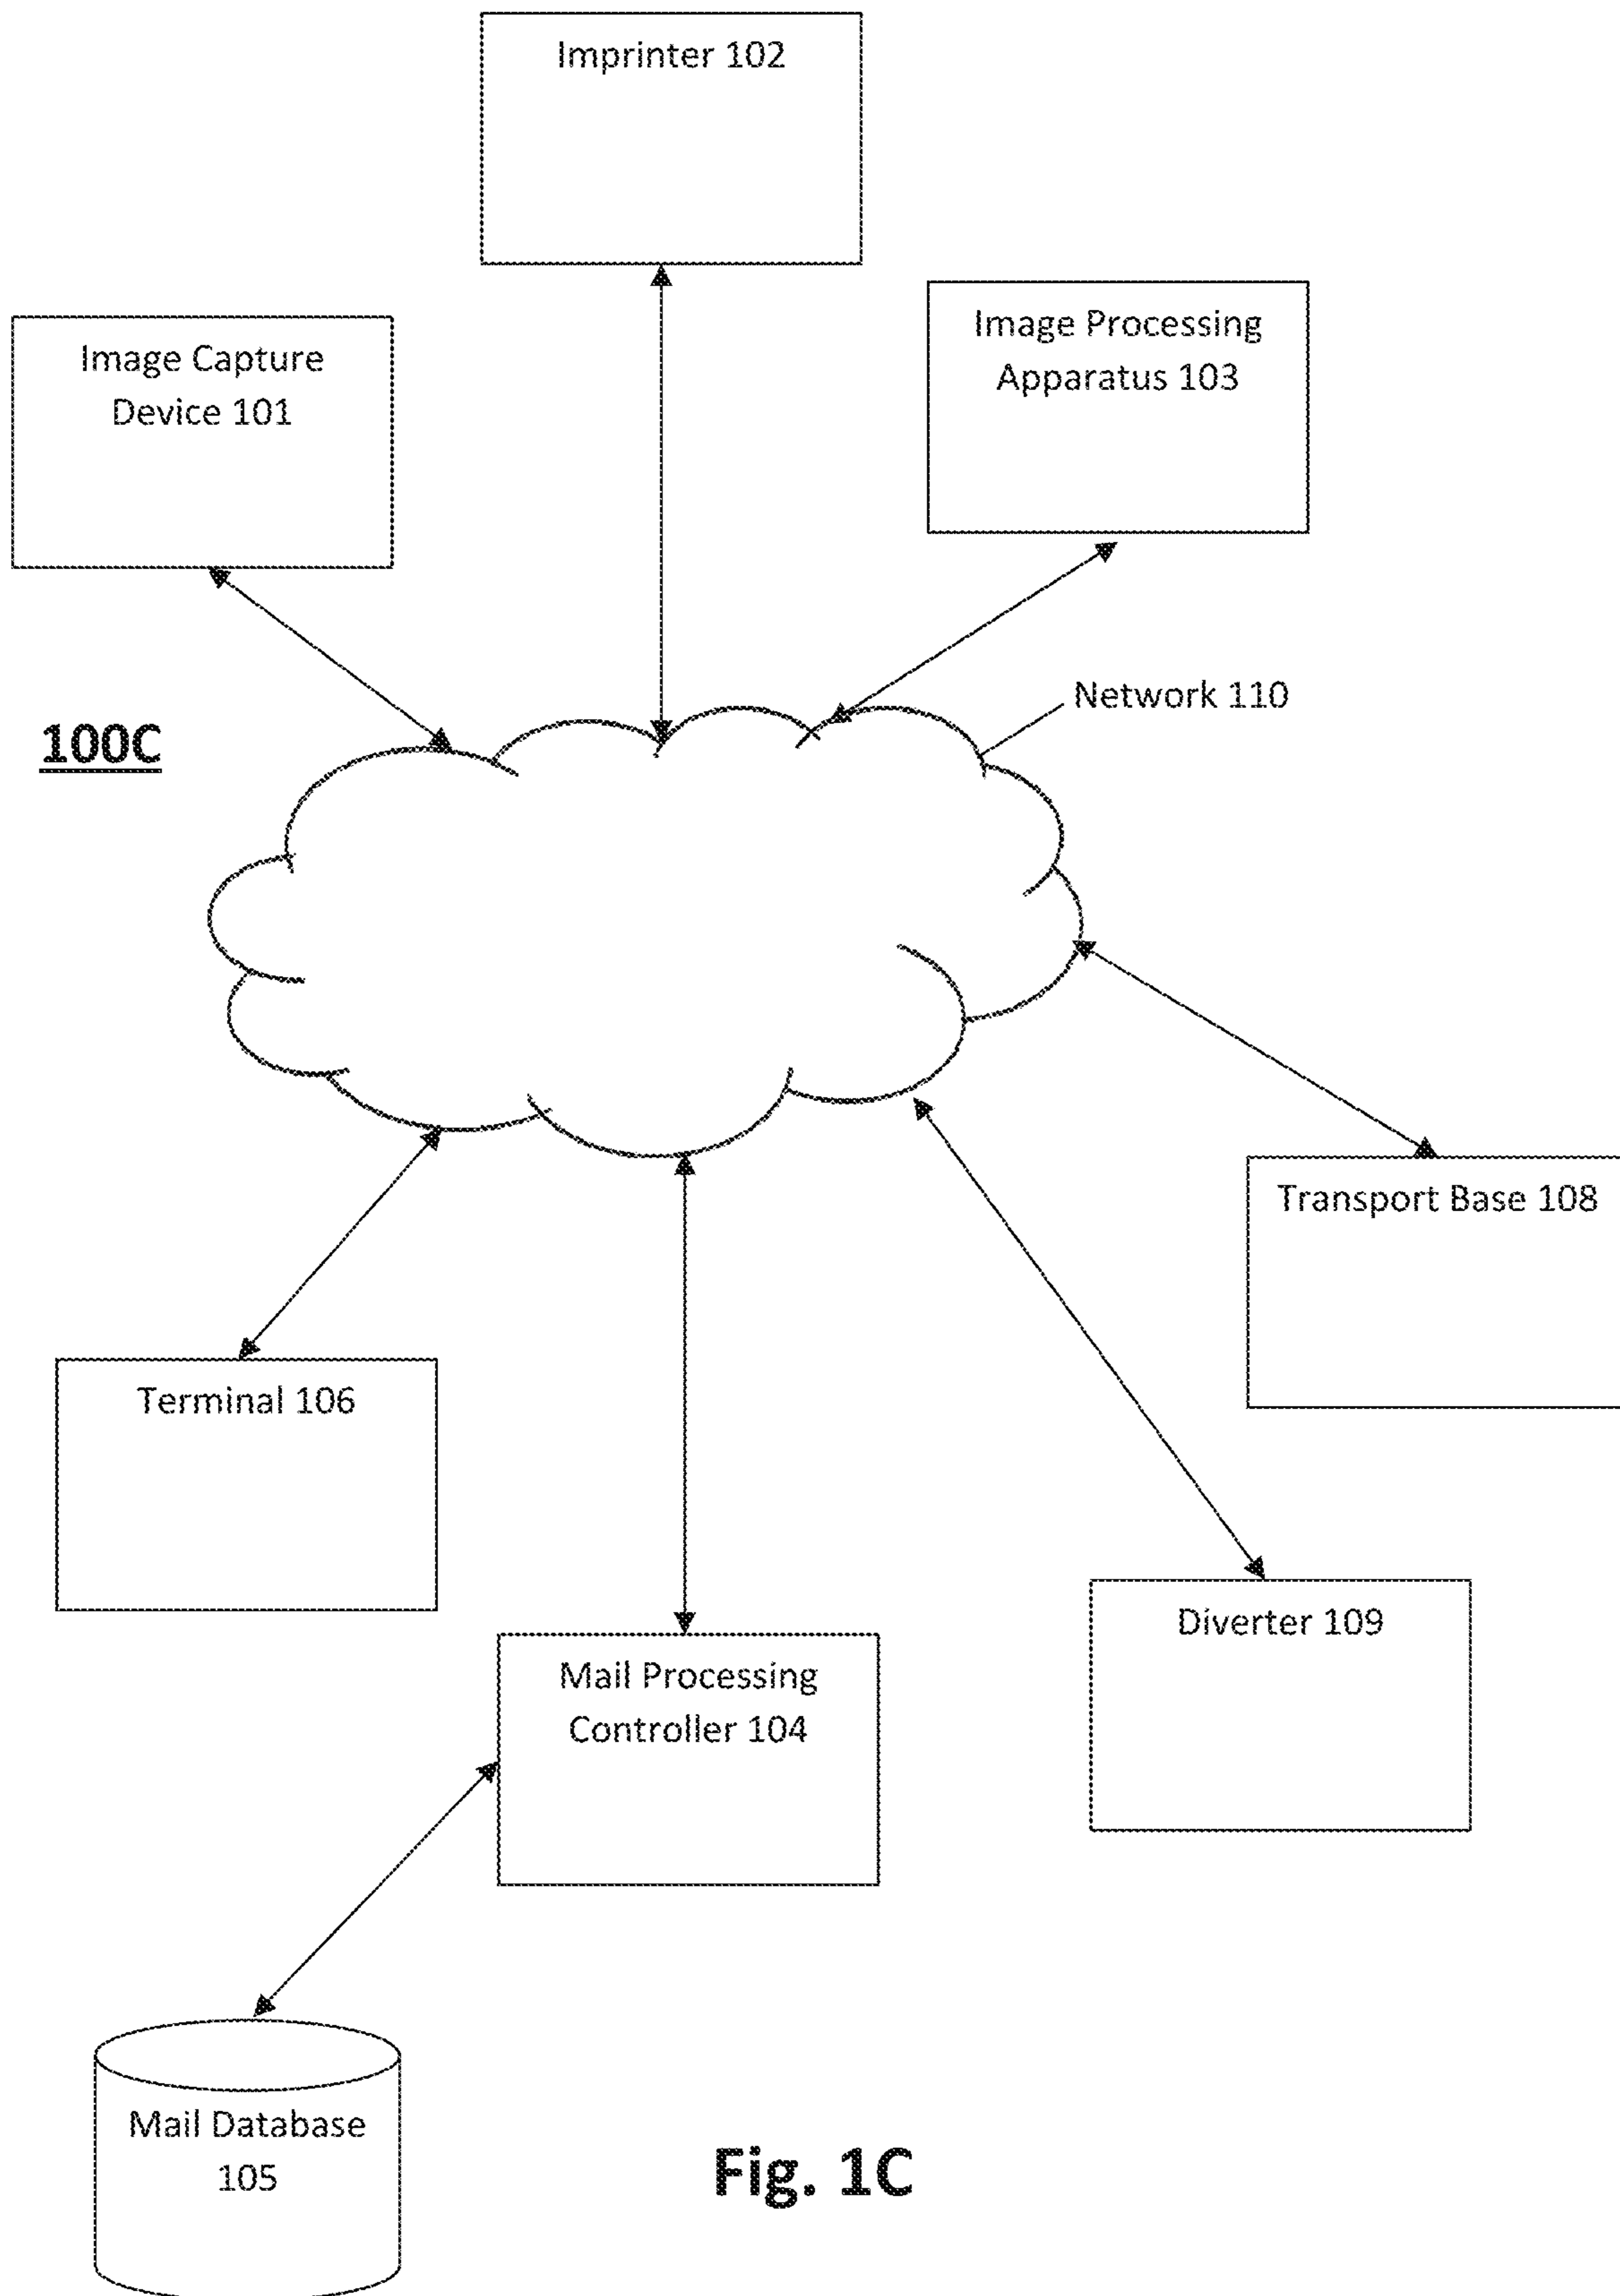 Imprinter 102
Image Processing
Apparatus 103
Image Capture
Device 101
Network 110
100C
Transport Base 108
Terminal 106
Diverter 109
Mail Processing
Controller 104
Mail Database
105
Fig. 1C